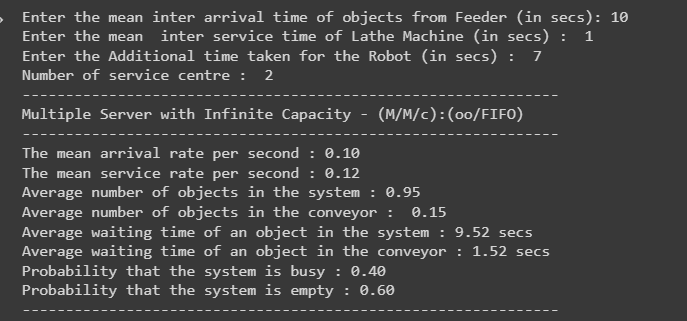 Enter the mean inter arrival time of objects from Feeder (in secs): 10
Enter the mean  inter service time of Lathe Machine (in secs) :  1
Enter the Additional time taken for the Robot (in secs) :  7
Number of service centre :  2
-------------------------------------------------------------
Multiple Server with Infinite Capacity - (M/M/c):(oo/FIFO)
-------------------------------------------------------------
The mean arrival rate per second : 0.10
The mean service rate per second : 0.12
Average number of objects in the system : 0.95
Average number of objects in the conveyor :  0.15
Average waiting time of an object in the system : 9.52 secs
Average waiting time of an object in the conveyor : 1.52 secs
Probability that the system is busy : 0.40
Probability that the system is empty : 0.60
-------------------------------------------------------------